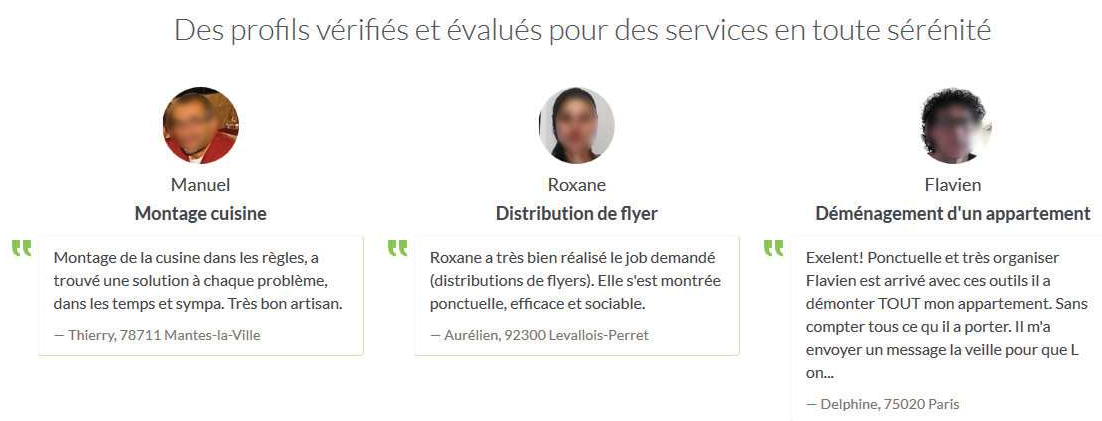 Des profils vérifiés et évalués pour des services en toute sérénité
Manuel
Montage cuisine
Montage de la cusine dans les règles, a
trouvé une solution à chaque problème,
dans les temps et sympa. Très bon artisan.
— Thierry, 78711 Mantes-la-Ville
Roxane
Distribution de flyer
Roxane a très bien réalisé le job demandé
(distributions de flyers). Elle s'est montrée
ponctuelle, efficace et sociable.
— Aurélien, 92300 Levallois-Perret
Flavien
Déménagement d'un appartement
Exelent! Ponctuelle et très organiser
Flavien est arrivé avec ces outils il a
démonter TOUT mon appartement. Sans
compter tous ce qu il a porter. Il m'a
envoyer un message la veille pour que L
on...
— Delphine, 75020 Paris